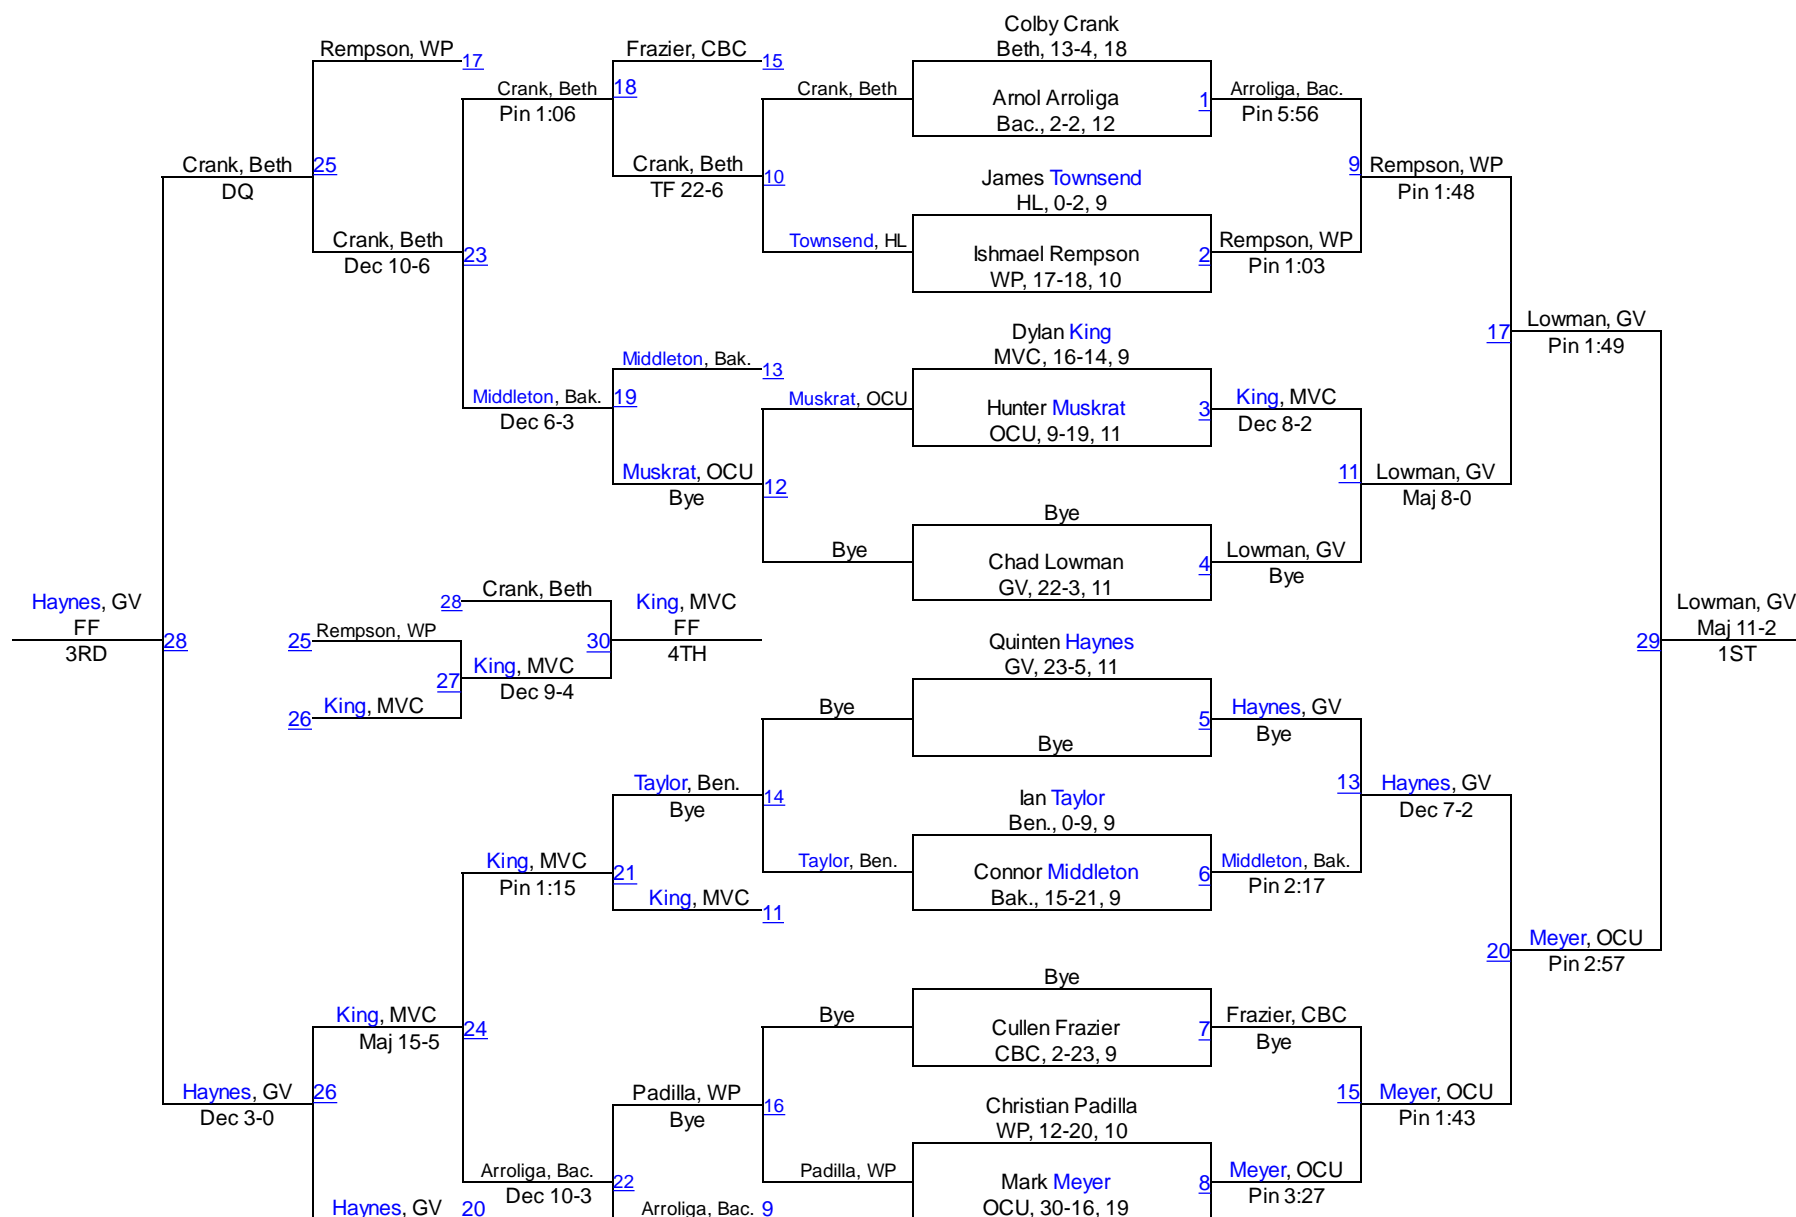 Colby Crank
Rempson, WP
17
Frazier, CBC
15
Beth, 13-4, 18
Crank, Beth
18
Crank, Beth
Arnol Arroliga
1
Arroliga, Bac.
Pin 1:06
Bac., 2-2, 12
Pin 5:56
Crank, Beth
25
Crank, Beth
10
James Townsend
9
Rempson, WP
DQ
TF 22-6
HL, 0-2, 9
Pin 1:48
Crank, Beth
23
Townsend, HL
Ishmael Rempson
2
Rempson, WP
Dec 10-6
WP, 17-18, 10
Pin 1:03
Dylan King
17
Lowman, GV
Middleton, Bak.
13
MVC, 16-14, 9
Pin 1:49
Middleton, Bak.
19
Muskrat, OCU
Hunter Muskrat
3
King, MVC
Dec 6-3
OCU, 9-19, 11
Dec 8-2
Muskrat, OCU
12
11
Lowman, GV
Bye
Maj 8-0
Bye
Bye
Chad Lowman
4
Lowman, GV
GV, 22-3, 11
Bye
Haynes, GV
28
Crank, Beth
King, MVC
Lowman, GV
FF
25
Rempson, WP
30
FF
Quinten Haynes
29
Maj 11-2
3RD
28
27
King, MVC
4TH
GV, 23-5, 11
1ST
Dec 9-4
26
King, MVC
Bye
5
Haynes, GV
Bye
Bye
Taylor, Ben.
14
Ian Taylor
13
Haynes, GV
Bye
Ben., 0-9, 9
Dec 7-2
King, MVC
21
Taylor, Ben.
Connor Middleton
6
Middleton, Bak.
Pin 1:15
King, MVC
11
Bak., 15-21, 9
Pin 2:17
20
Meyer, OCU
Pin 2:57
Bye
King, MVC
24
Bye
Cullen Frazier
7
Frazier, CBC
Maj 15-5
CBC, 2-23, 9
Bye
Haynes, GV
26
Padilla, WP
16
Christian Padilla
15
Meyer, OCU
Dec 3-0
Bye
WP, 12-20, 10
Pin 1:43
Arroliga, Bac.
22
Padilla, WP
Mark Meyer
8
Meyer, OCU
Dec 10-3
Pin 3:27
Haynes, GV
20
Arroliga, Bac.
9
OCU, 30-16, 19